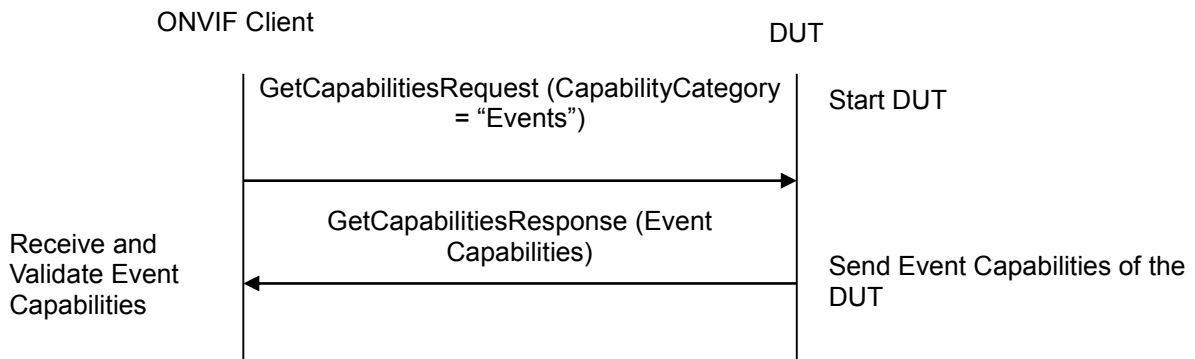 ONVIF Client
DUT
GetCapabilitiesRequest (CapabilityCategory
= “Events”)
Start DUT
GetCapabilitiesResponse (Event
Capabilities)
Receive and
Validate Event
Capabilities
Send Event Capabilities of the
DUT